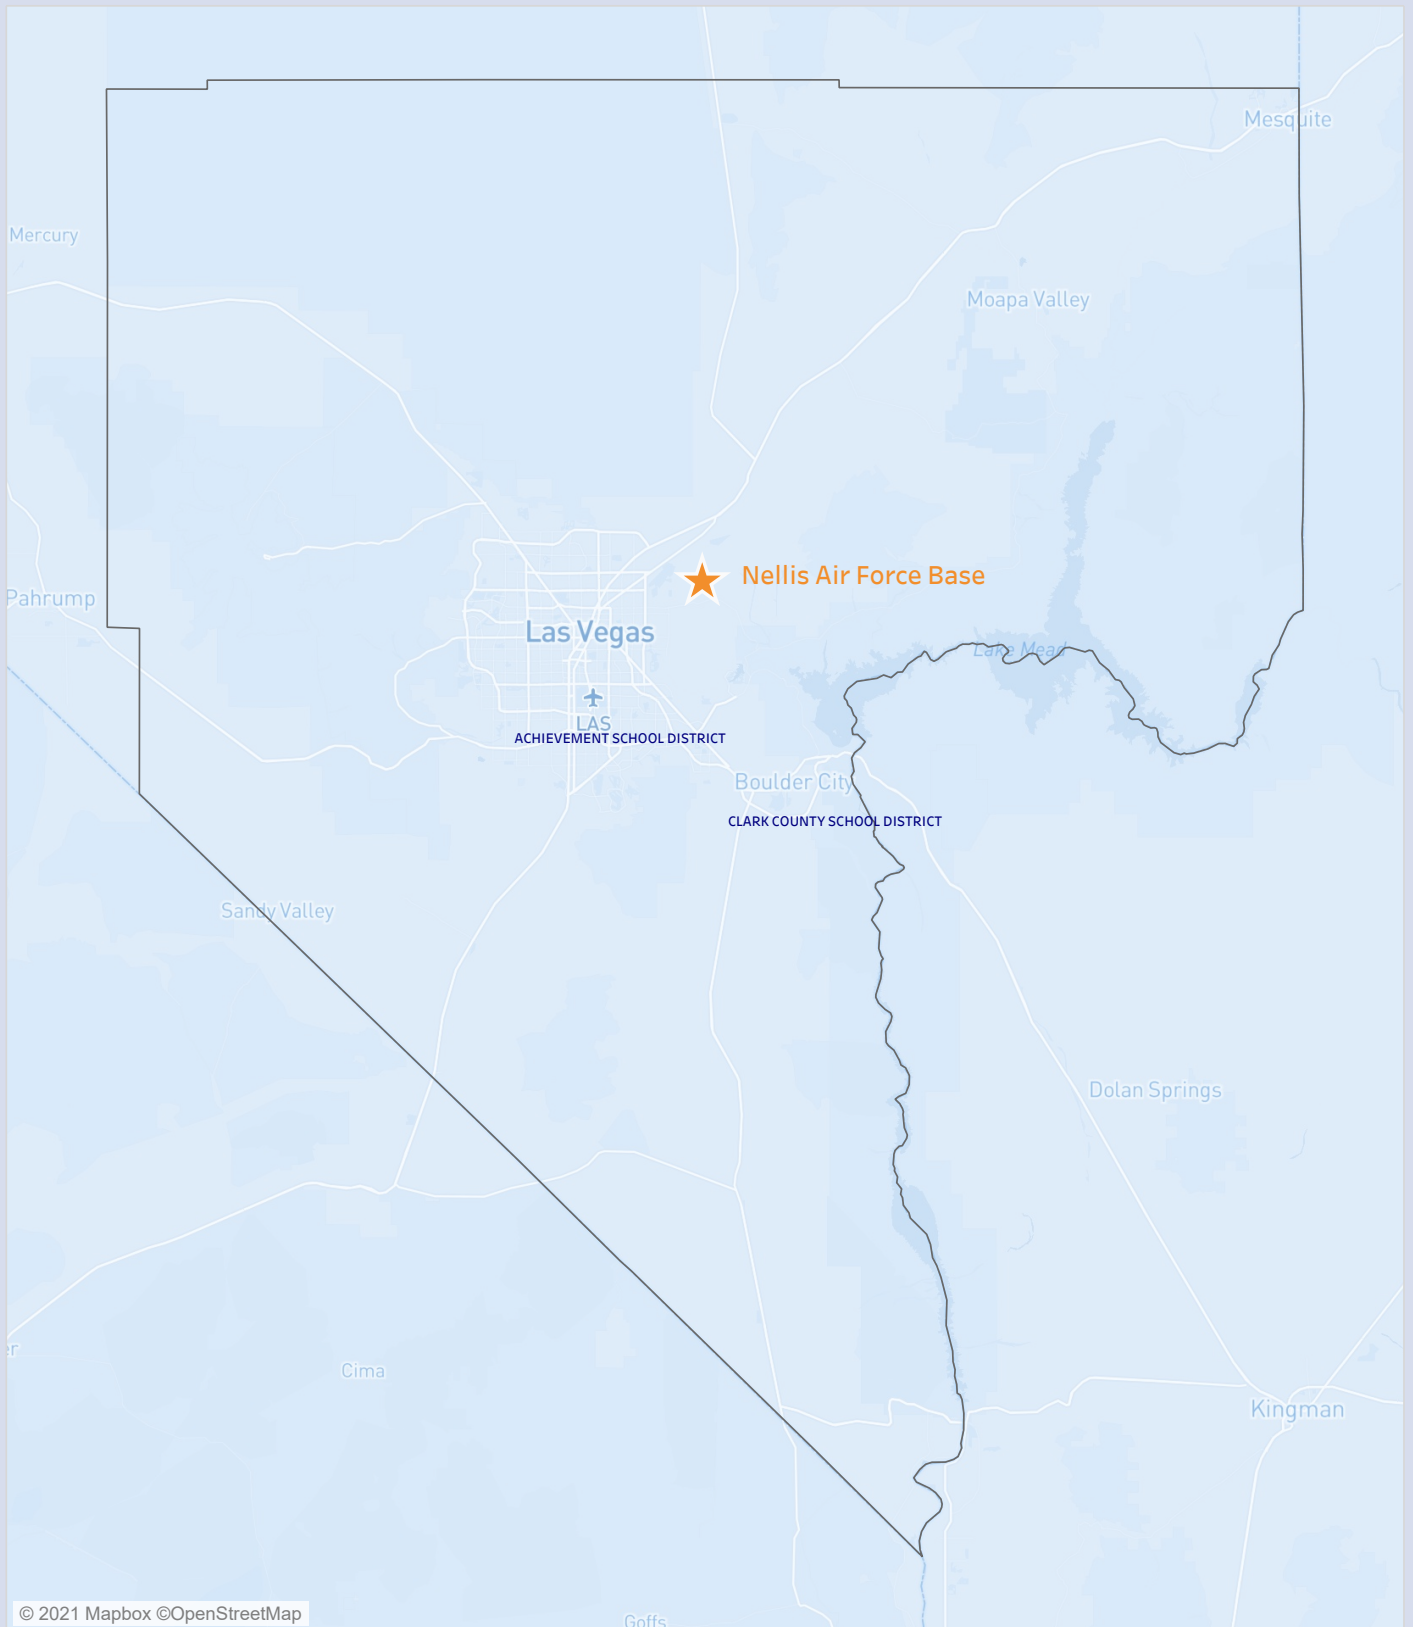 Mesquite
Mercury
Moapa Valley
Nellis Air Force Base
Pahrump
Las Vegas
Lake Mead
LAS
ACHIEVEMENT SCHOOL DISTRICT
Boulder City
CLARK COUNTY SCHOOL DISTRICT
Sandy Valley
Dolan Springs
er
Cima
Kingman
© 2021 Mapbox ©OpenStreetMap
Goffs